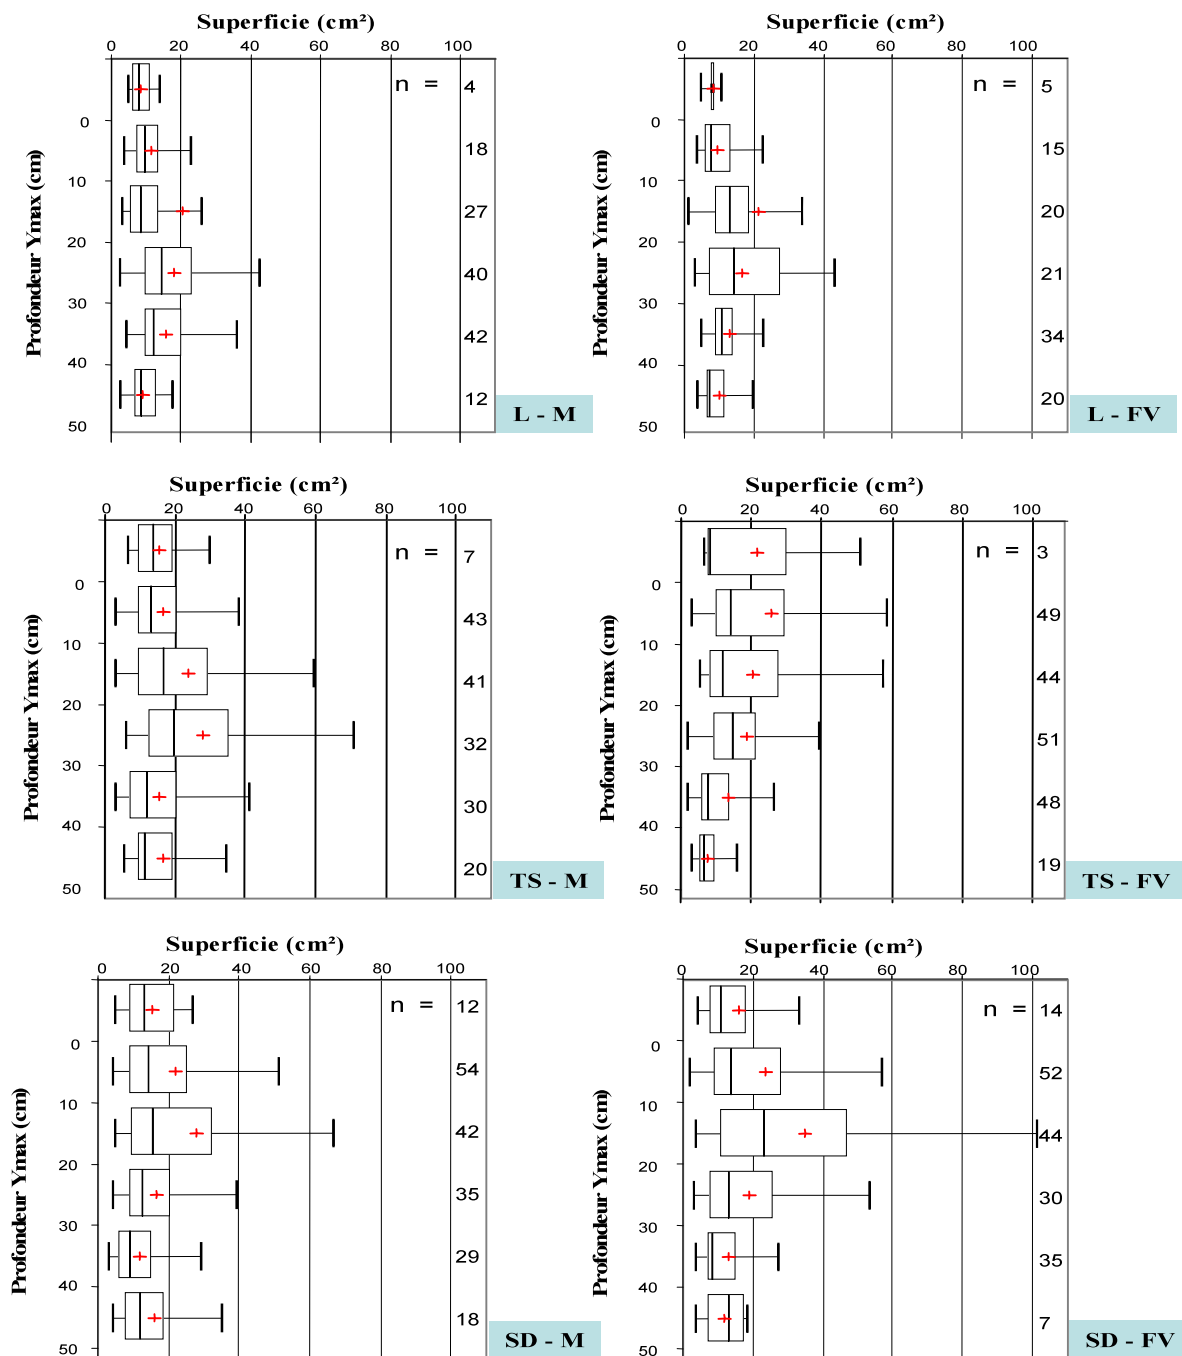 Superficie (cm²)
0 20 40 60 80 100
n = 4
0
18
10
27
20
40
30
42
40
12
50
Profondeur Ymax (cm)
L - M
Superficie (cm²)
0 20 40 60 80 100
n = 5
0
15
10
20
20
21
30
34
40
20
50
Profondeur Ymax (cm)
L - FV
Superficie (cm²)
0 20 40 60 80 100
n = 7
0
43
10
41
20
32
30
30
40
20
50
Profondeur Ymax (cm)
TS - M
Superficie (cm²)
0 20 40 60 80 100
n = 3
0
49
10
44
20
51
30
48
40
19
50
Profondeur Ymax (cm)
TS - FV
Superficie (cm²)
0 20 40 60 80 100
n = 12
0
54
10
42
20
35
30
29
40
18
50
Profondeur Ymax (cm)
SD - M
Superficie (cm²)
0 20 40 60 80 100
n = 14
0
52
10
44
20
30
30
35
40
7
50
Profondeur Ymax (cm)
SD - FV